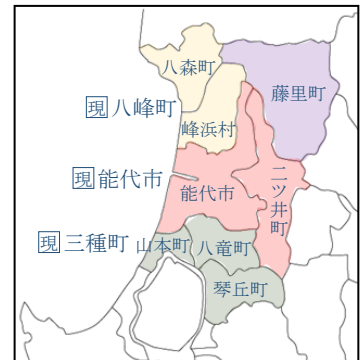 八森町
藤里町
現 八峰町
峰浜村
現 能代市
能代市
二ツ井町
現 三種町
山本町
八竜町
琴丘町